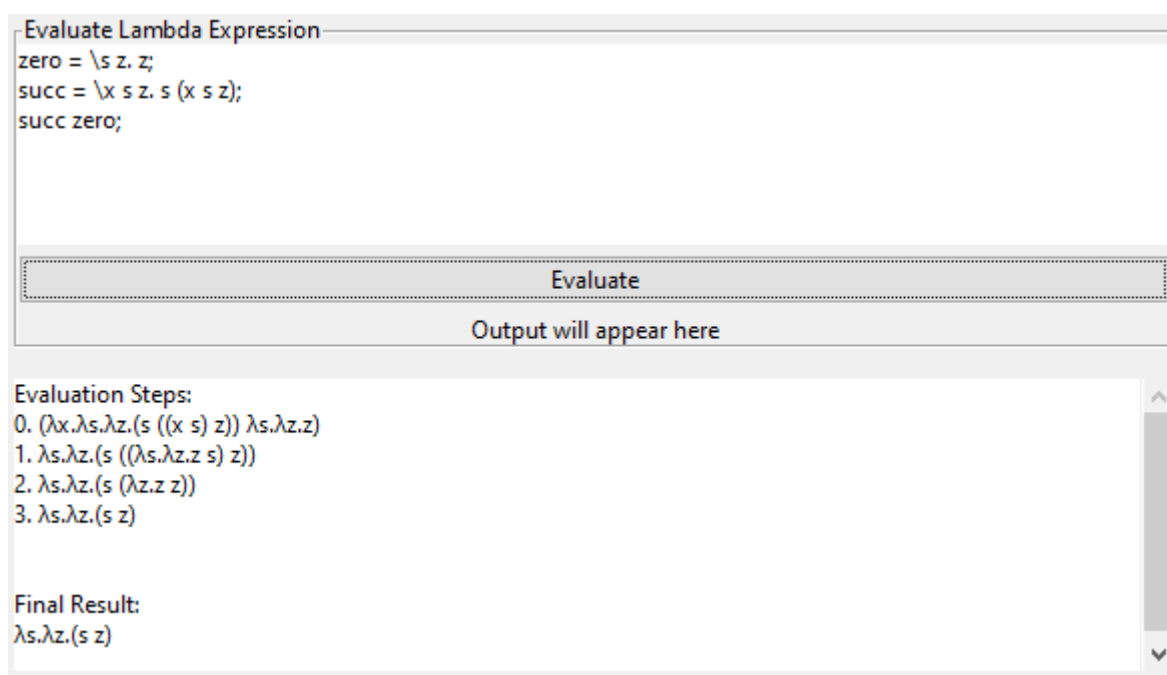 Evaluate Lambda Expression
zero = \s z. z;
succ = \x s z. s (x s z);
succ zero;
Evaluate
Output will appear here
Evaluation Steps:
0. (λx.λs.λz.(s ((x s) z)) λs.λz.z)
1. λs.λz.(s ((λs.λz.z s) z))
2. λs.λz.(s (λz.z z))
3. λs.λz.(s z)
Final Result:
λs.λz.(s z)